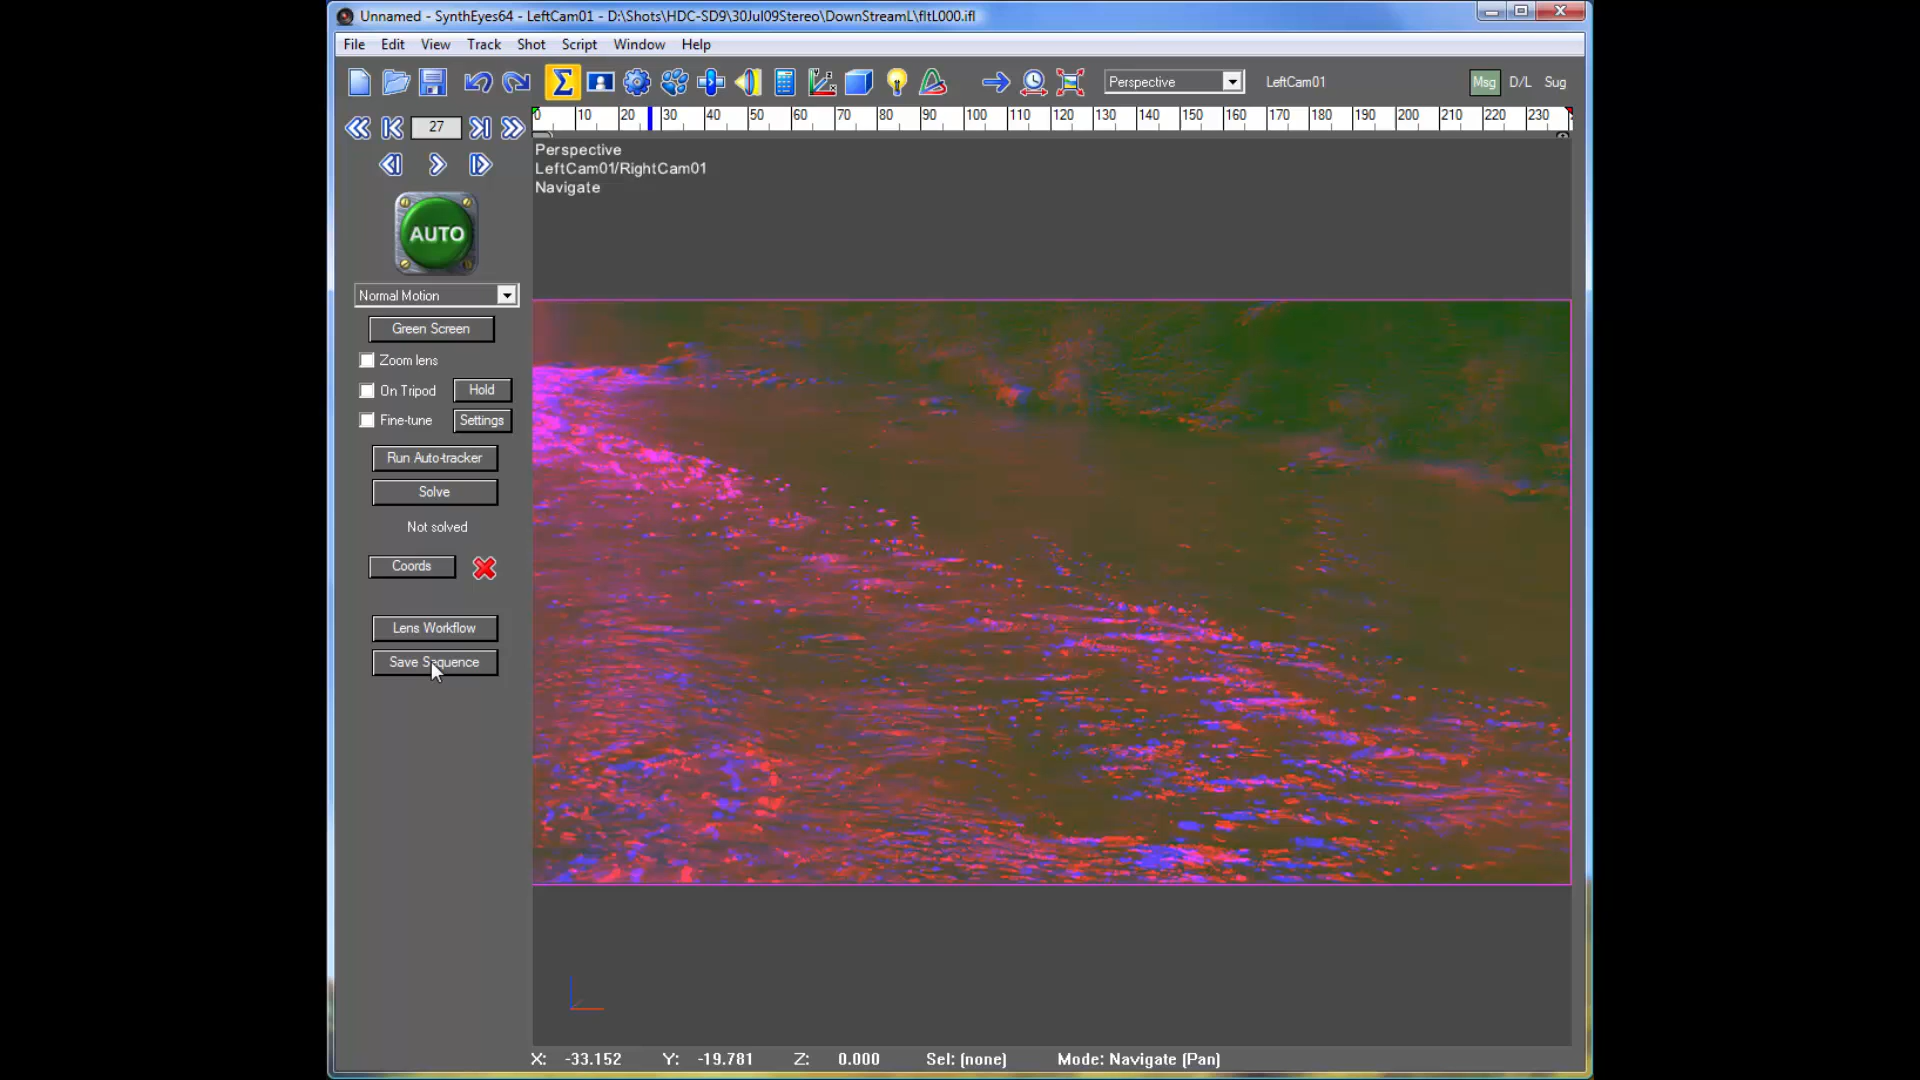 Unnamed - SynthEyes64 - LeftCam01 - D:\Shots\HDC-SD9\30Jul09Stereo\DownStreamL\fltL000.ifl
File Edit View Track Shot Script Window Help
Perspective LeftCam01 Msg D/L Sug
27
0 10 20 30 40 50 60 70 80 90 100 110 120 130 140 150 160 170 180 190 200 210 220 230
Perspective
LeftCam01/RightCam01
Navigate
AUTO
Normal Motion
Green Screen
Zoom lens
On Tripod Hold
Fine-tune Settings
Run Auto-tracker
Solve
Not solved
Coords
Lens Workflow
Save Sequence
X: -33.152 Y: -19.781 Z: 0.000 Sel: (none) Mode: Navigate (Pan)